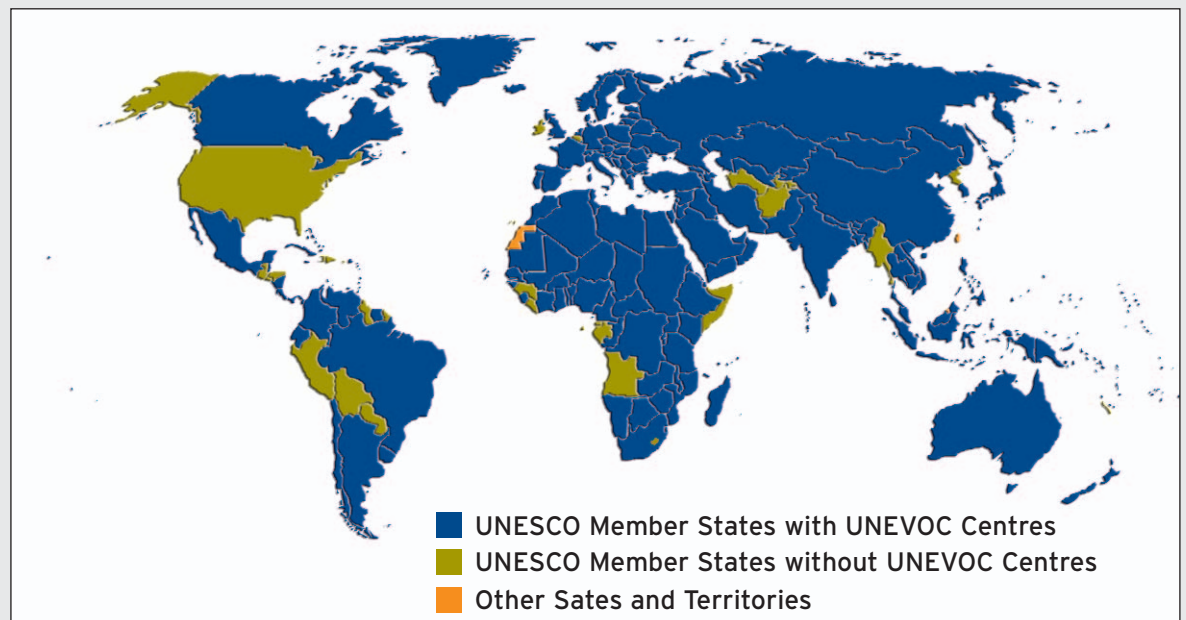 UNESCO Member States with UNEVOC Centres
UNESCO Member States without UNEVOC Centres
Other Sates and Territories